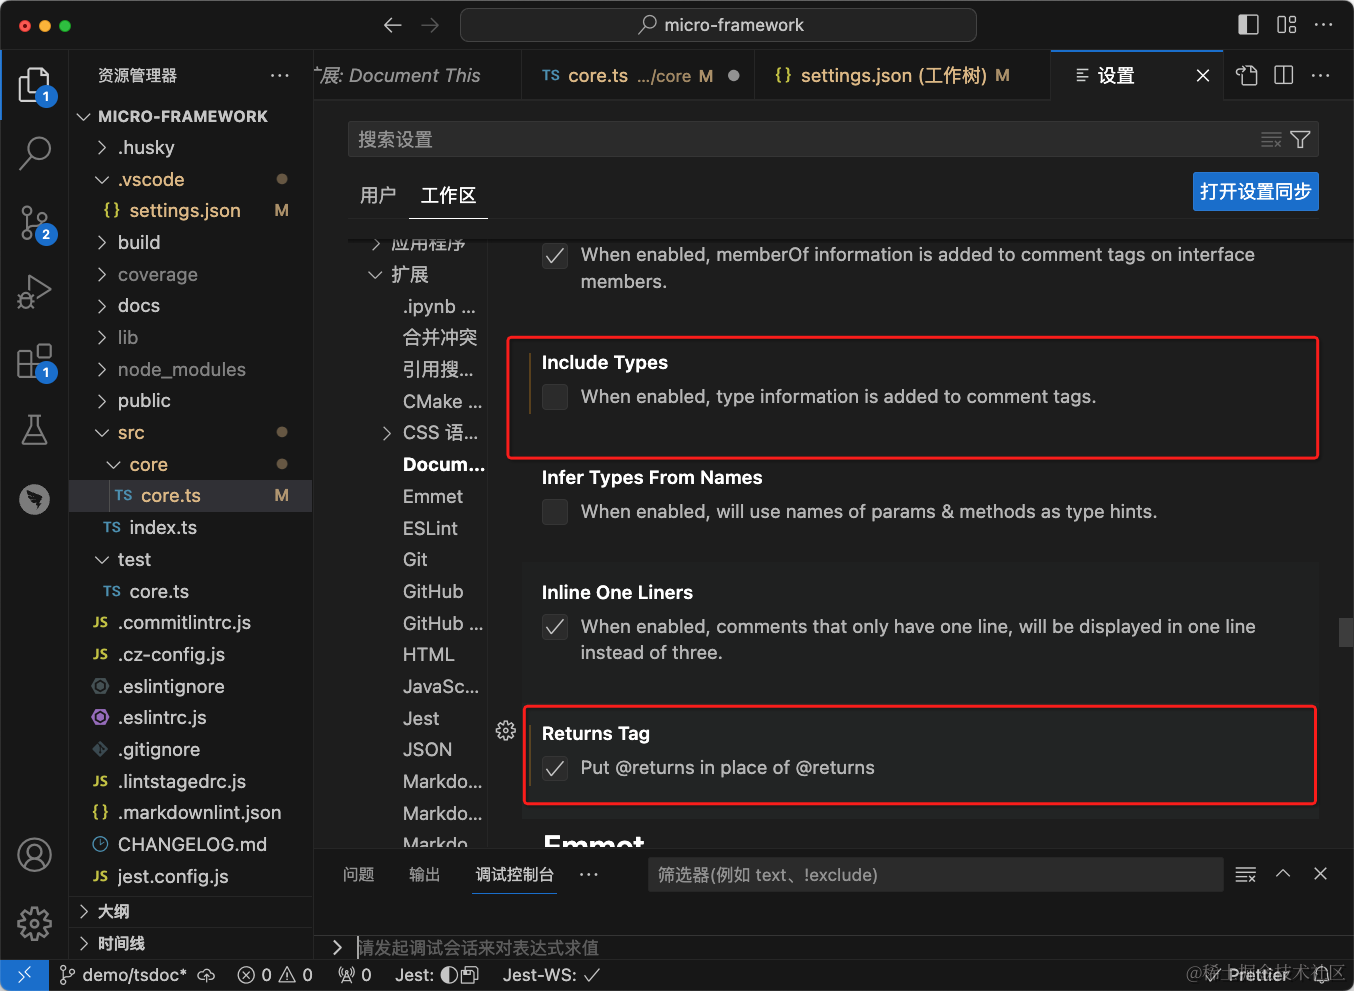 micro-framework
资源管理器
展: Document This
TS core.ts .../core M
{} settings.json (工作树) M
设置
MICRO-FRAMEWORK
.husky
.vscode
{} settings.json M
build
coverage
docs
lib
node_modules
public
src
core
TS core.ts M
TS index.ts
test
TS core.ts
JS .commitlintrc.js
JS .cz-config.js
.eslintignore
.eslintrc.js
.gitignore
JS .lintstagedrc.js
{} .markdownlint.json
CHANGELOG.md
JS jest.config.js
大纲
时间线
1
2
1
搜索设置
用户
工作区
打开设置同步
应用程序
扩展
.ipynb ...
合并冲突
引用搜...
CMake ...
CSS 语...
Docum...
Emmet
ESLint
Git
GitHub
GitHub ...
HTML
JavaSc...
Jest
JSON
Markdo...
Markdo...
Markdo
When enabled, memberOf information is added to comment tags on interface
members.
Include Types
When enabled, type information is added to comment tags.
Infer Types From Names
When enabled, will use names of params & methods as type hints.
Inline One Liners
When enabled, comments that only have one line, will be displayed in one line
instead of three.
Returns Tag
Put @returns in place of @returns
Emmet
问题
输出
调试控制台
筛选器(例如 text、!exclude)
请发起调试会话来对表达式求值
demo/tsdoc*
0
0
0
Jest:
Jest-WS:
Prettier
@稀土掘金技术社区